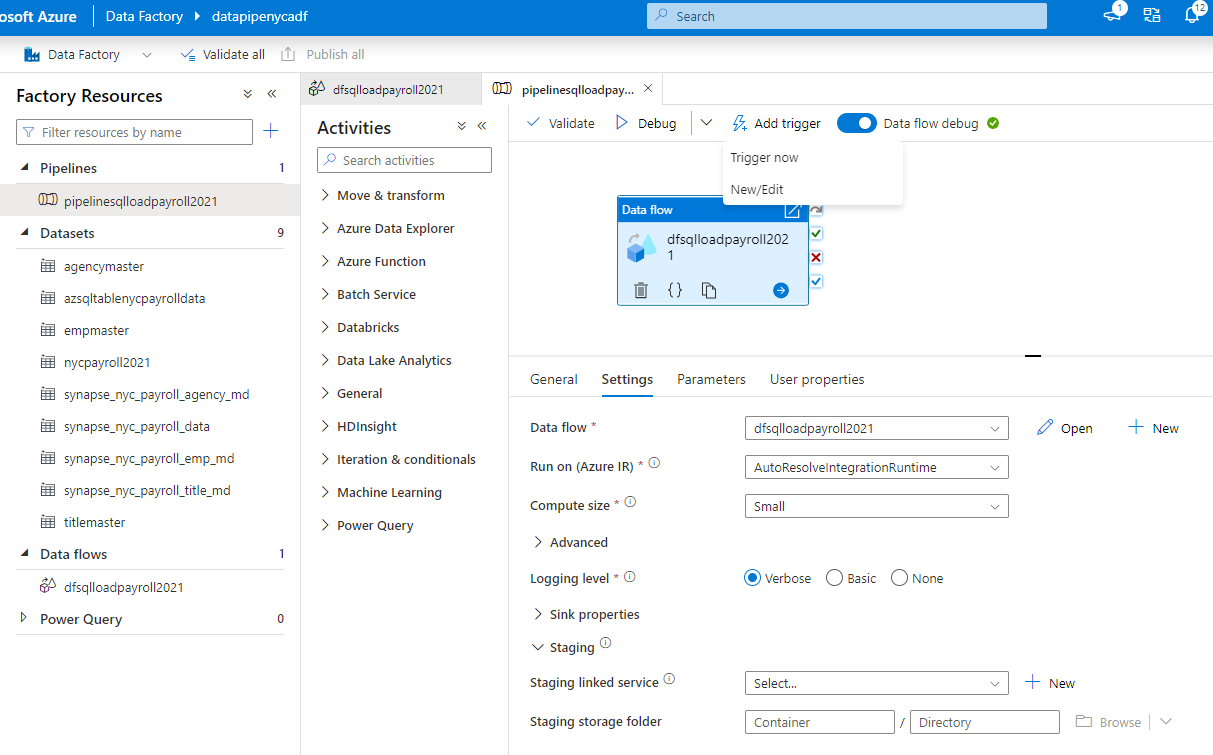 osoft Azure
Data Factory
datapipenycadf
Search
1
12
Data Factory
Validate all
Publish all
Factory Resources
Filter resources by name
Pipelines 1
pipelinesqlloadpayroll2021
Datasets 9
agencymaster
azsqltablenycpayrolldata
empmaster
nycpayroll2021
synapse_nyc_payroll_agency_md
synapse_nyc_payroll_data
synapse_nyc_payroll_emp_md
synapse_nyc_payroll_title_md
titlemaster
Data flows 1
dfsqlloadpayroll2021
Power Query 0
dfsqlloadpayroll2021
pipelinesqlloadpay...
Activities
Search activities
Move & transform
Azure Data Explorer
Azure Function
Batch Service
Databricks
Data Lake Analytics
General
HDInsight
Iteration & conditionals
Machine Learning
Power Query
Validate
Debug
Add trigger
Data flow debug
Trigger now
New/Edit
Data flow
dfsqlloadpayroll202
1
General
Settings
Parameters
User properties
Data flow * dfsqlloadpayroll2021 Open New
Run on (Azure IR) * AutoResolveIntegrationRuntime
Compute size * Small
Advanced
Logging level * Verbose Basic None
Sink properties
Staging
Staging linked service Select... New
Staging storage folder Container / Directory Browse